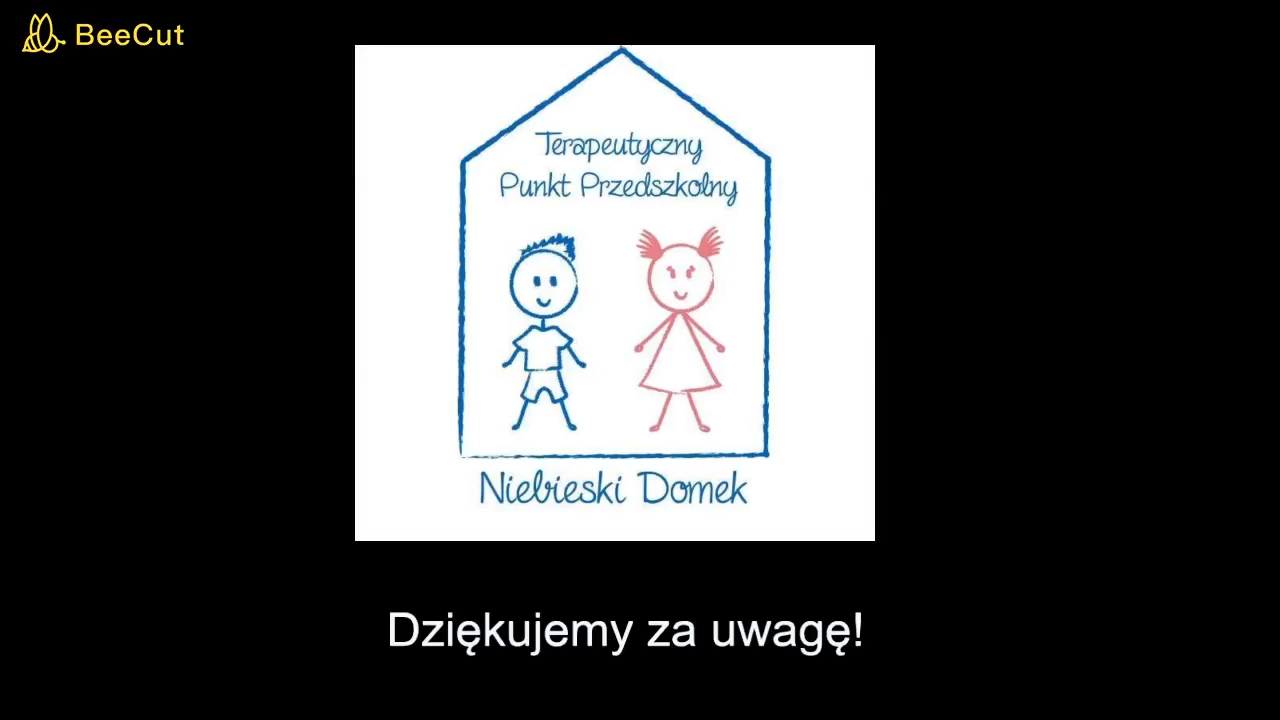 BeeCut
Terapeutyczny
Punkt Przedszkolny
Niebieski Domek
Dziękujemy za uwagę!